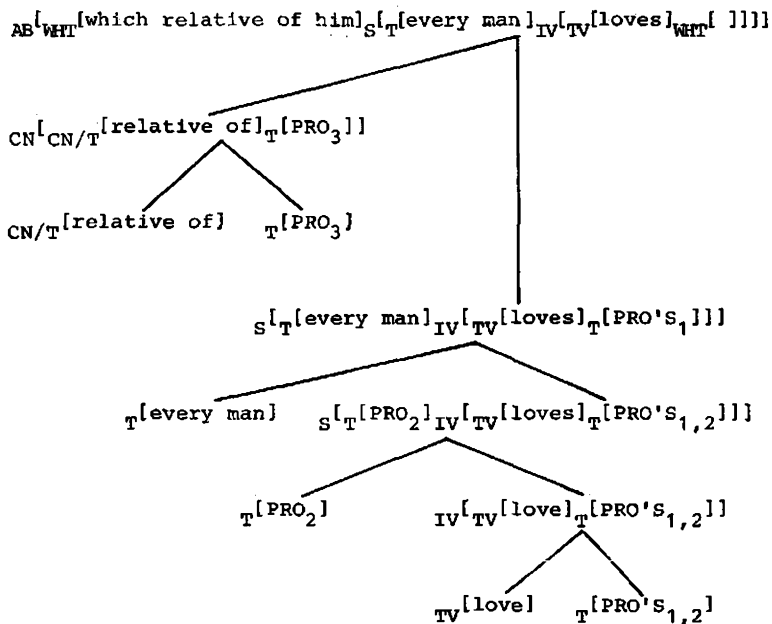 AB[WHT[which relative of him]S[T[every man]IV[TV[loves]WHT[ ]]]]
CN[CN/T[relative of]T[PRO3]]
CN/T[relative of] T[PRO3]
S[T[every man]IV[TV[loves]T[PRO'S1]]]
T[every man] S[T[PRO2]IV[TV[loves]T[PRO'S1,2]]]
T[PRO2] IV[TV[love]T[PRO'S1,2]]
TV[love] T[PRO'S1,2]